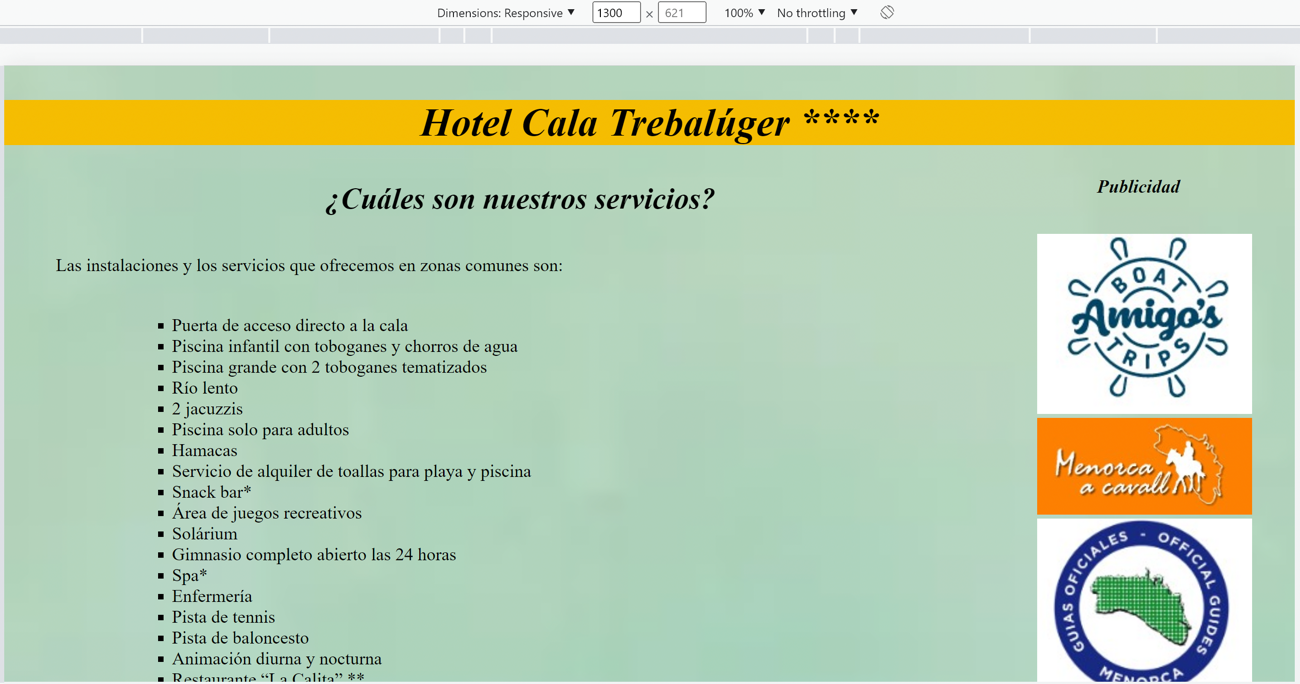 Dimensions: Responsive ▼ 1300 × 621 100% ▼ No throttling ▼
Hotel Cala Trebalúger ****
¿Cuáles son nuestros servicios?
Las instalaciones y los servicios que ofrecemos en zonas comunes son:
Puerta de acceso directo a la cala
Piscina infantil con toboganes y chorros de agua
Piscina grande con 2 toboganes tematizados
Río lento
2 jacuzzis
Piscina solo para adultos
Hamacas
Servicio de alquiler de toallas para playa y piscina
Snack bar*
Área de juegos recreativos
Solárium
Gimnasio completo abierto las 24 horas
Spa*
Enfermería
Pista de tennis
Pista de baloncesto
Animación diurna y nocturna
Restaurante “La Calita” **
Publicidad
BOAT
Amigo's
TRIPS
Menorca
a cavall
GUIAS OFICIALES - OFFICIAL GUIDES
MENORCA